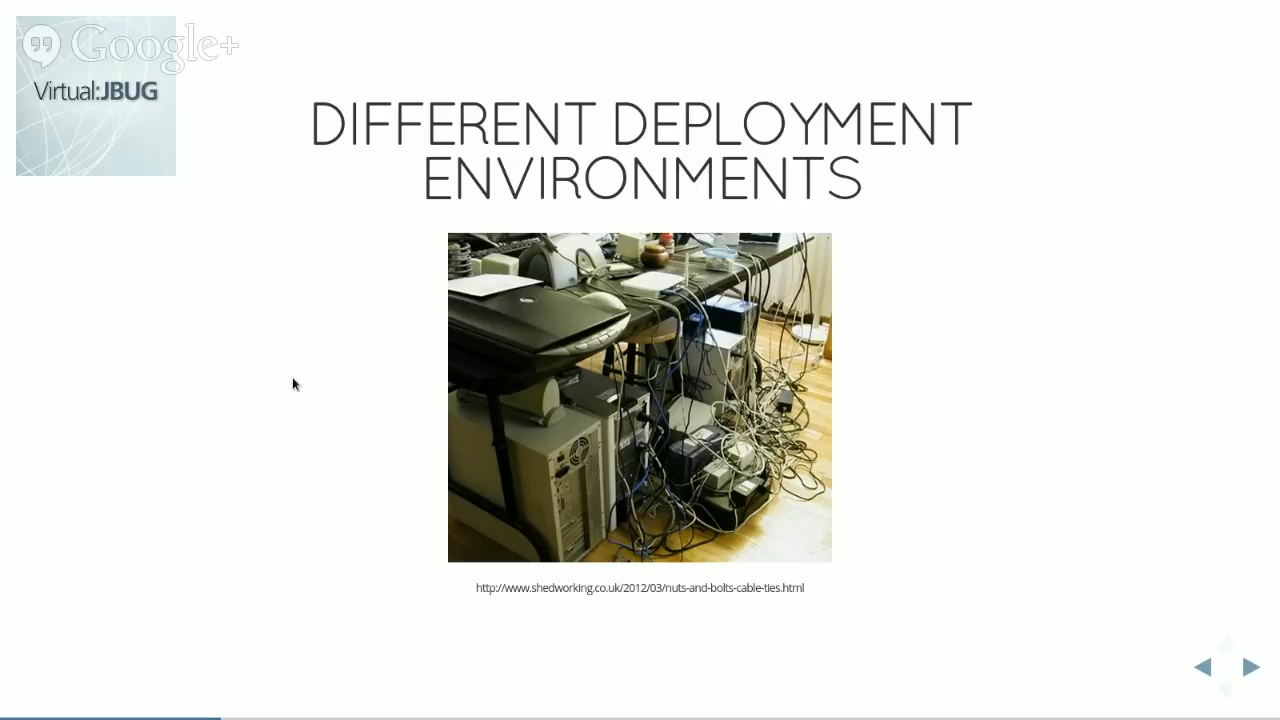 Google+
Virtual:JBUG
DIFFERENT DEPLOYMENT
ENVIRONMENTS
http://www.shedworking.co.uk/2012/03/nuts-and-bolts-cable-ties.html